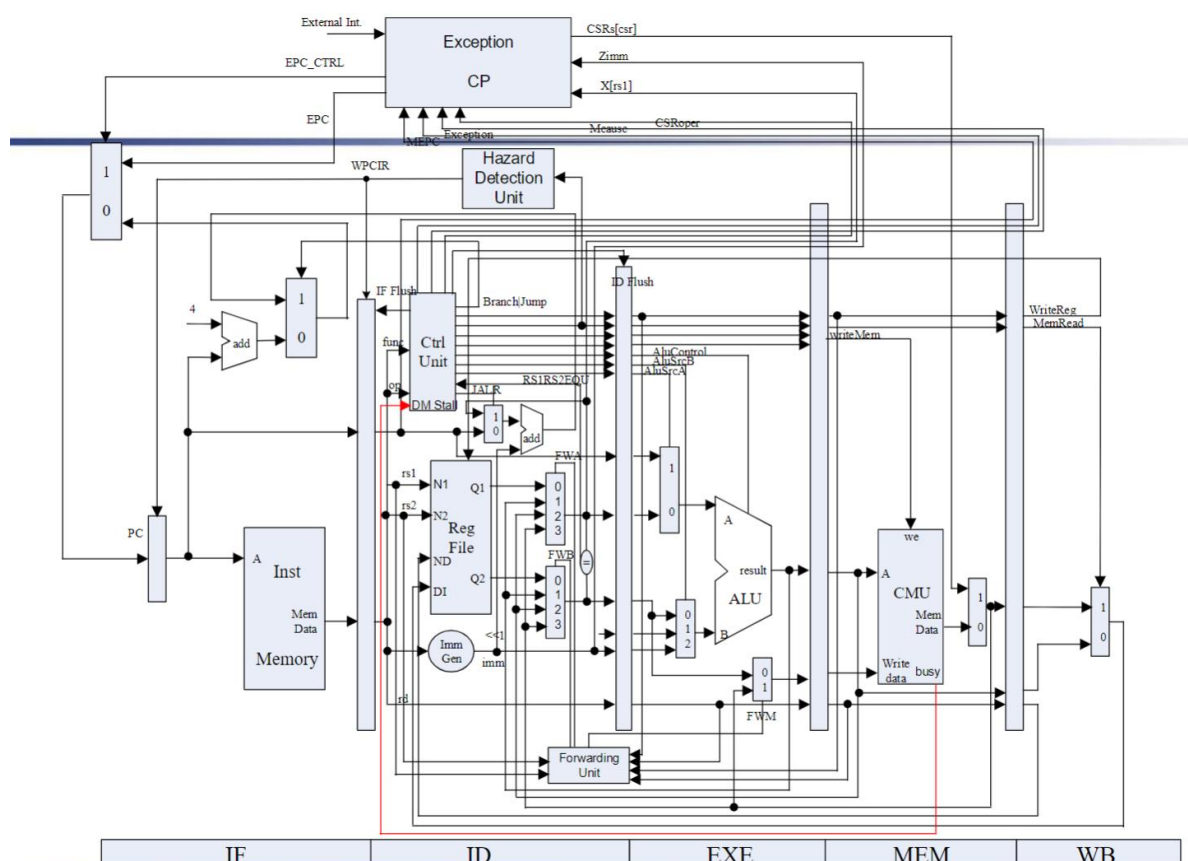 External Int.
Exception
CP
CSRs[csr]
Zimm
X[rs1]
EPC_CTRL
EPC
MEPC
Exception
Mcause
CSRoper
1
0
WPCIR
Hazard
Detection
Unit
4
add
1
0
IF Flush
Ctrl
Unit
DM Stall
func
op
Branch|Jump
ID Flush
RS1RS2EQU
JALR
1
0
add
AluControl
AluSrcB
AluSrcA
writeMem
WriteReg
MemRead
PC
A
Inst
Mem
Data
Memory
rs1
rs2
N1
N2
ND
DI
Q1
Q2
Reg
File
FWA
0
1
2
3
FWB
0
1
2
3
=
Imm
Gen
<<1
imm
rd
1
0
0
1
2
A
B
result
ALU
0
1
FWM
Forwarding
Unit
we
A
CMU
Mem
Data
Write
data
busy
1
0
1
0
IF
ID
EXE
MEM
WB